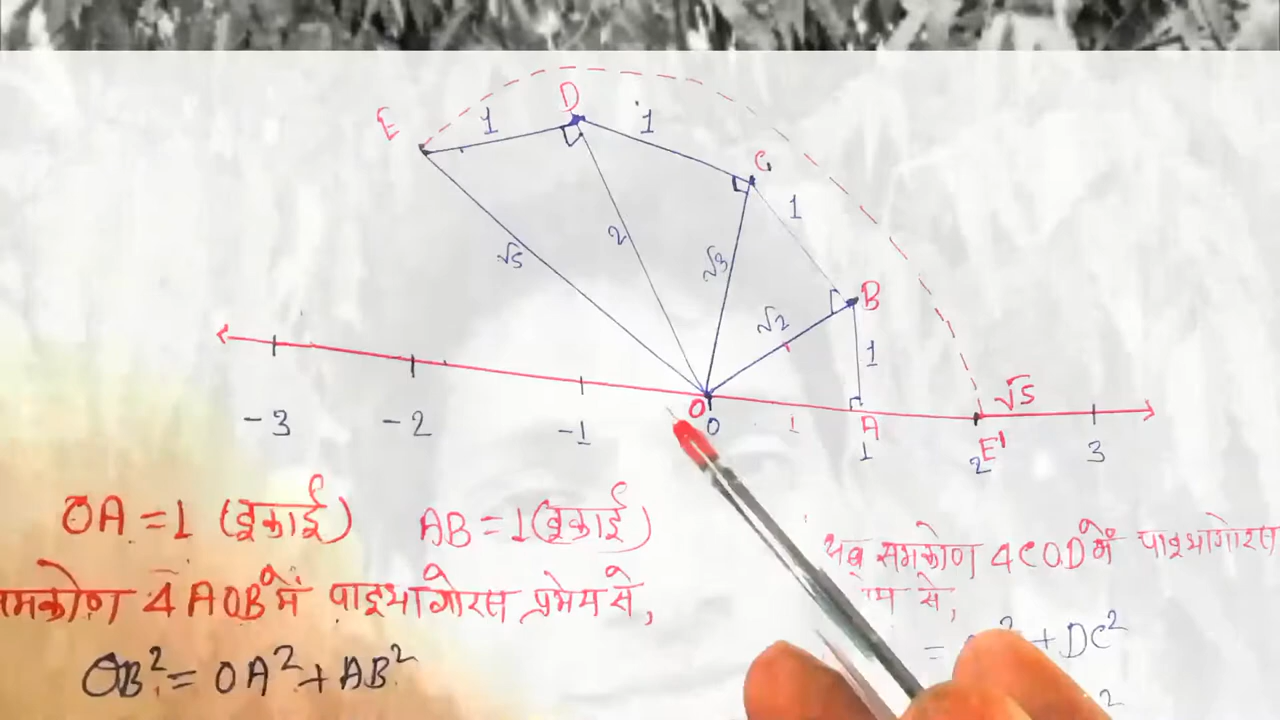 E 1 D 1 C
1
√5 2 √3 √2 B
1
-3 -2 -1 O 0 1 A 1 E' 2 √5 3
OA = 1 (इकाई) AB = 1 (इकाई)
समकोण △AOB में पाइथागोरस प्रमेय से,
OB² = OA² + AB²
अब समकोण △COD में पाइथागोरस
से,
= + DC²